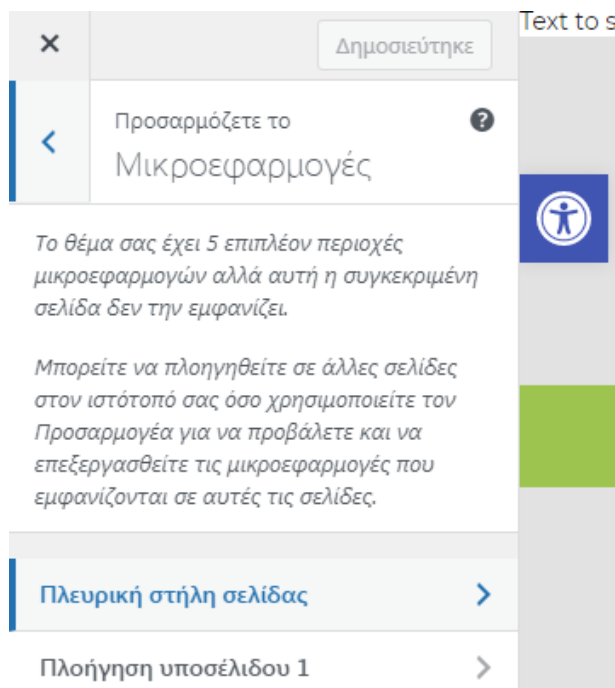 Text to s
Δημοσιεύτηκε
Προσαρμόζετε το
Μικροεφαρμογές
Το θέμα σας έχει 5 επιπλέον περιοχές
μικροεφαρμογών αλλά αυτή η συγκεκριμένη
σελίδα δεν την εμφανίζει.
Μπορείτε να πλοηγηθείτε σε άλλες σελίδες
στον ιστότοπό σας όσο χρησιμοποιείτε τον
Προσαρμογέα για να προβάλετε και να
επεξεργασθείτε τις μικροεφαρμογές που
εμφανίζονται σε αυτές τις σελίδες.
Πλευρική στήλη σελίδας
Πλοήγηση υποσέλιδου 1